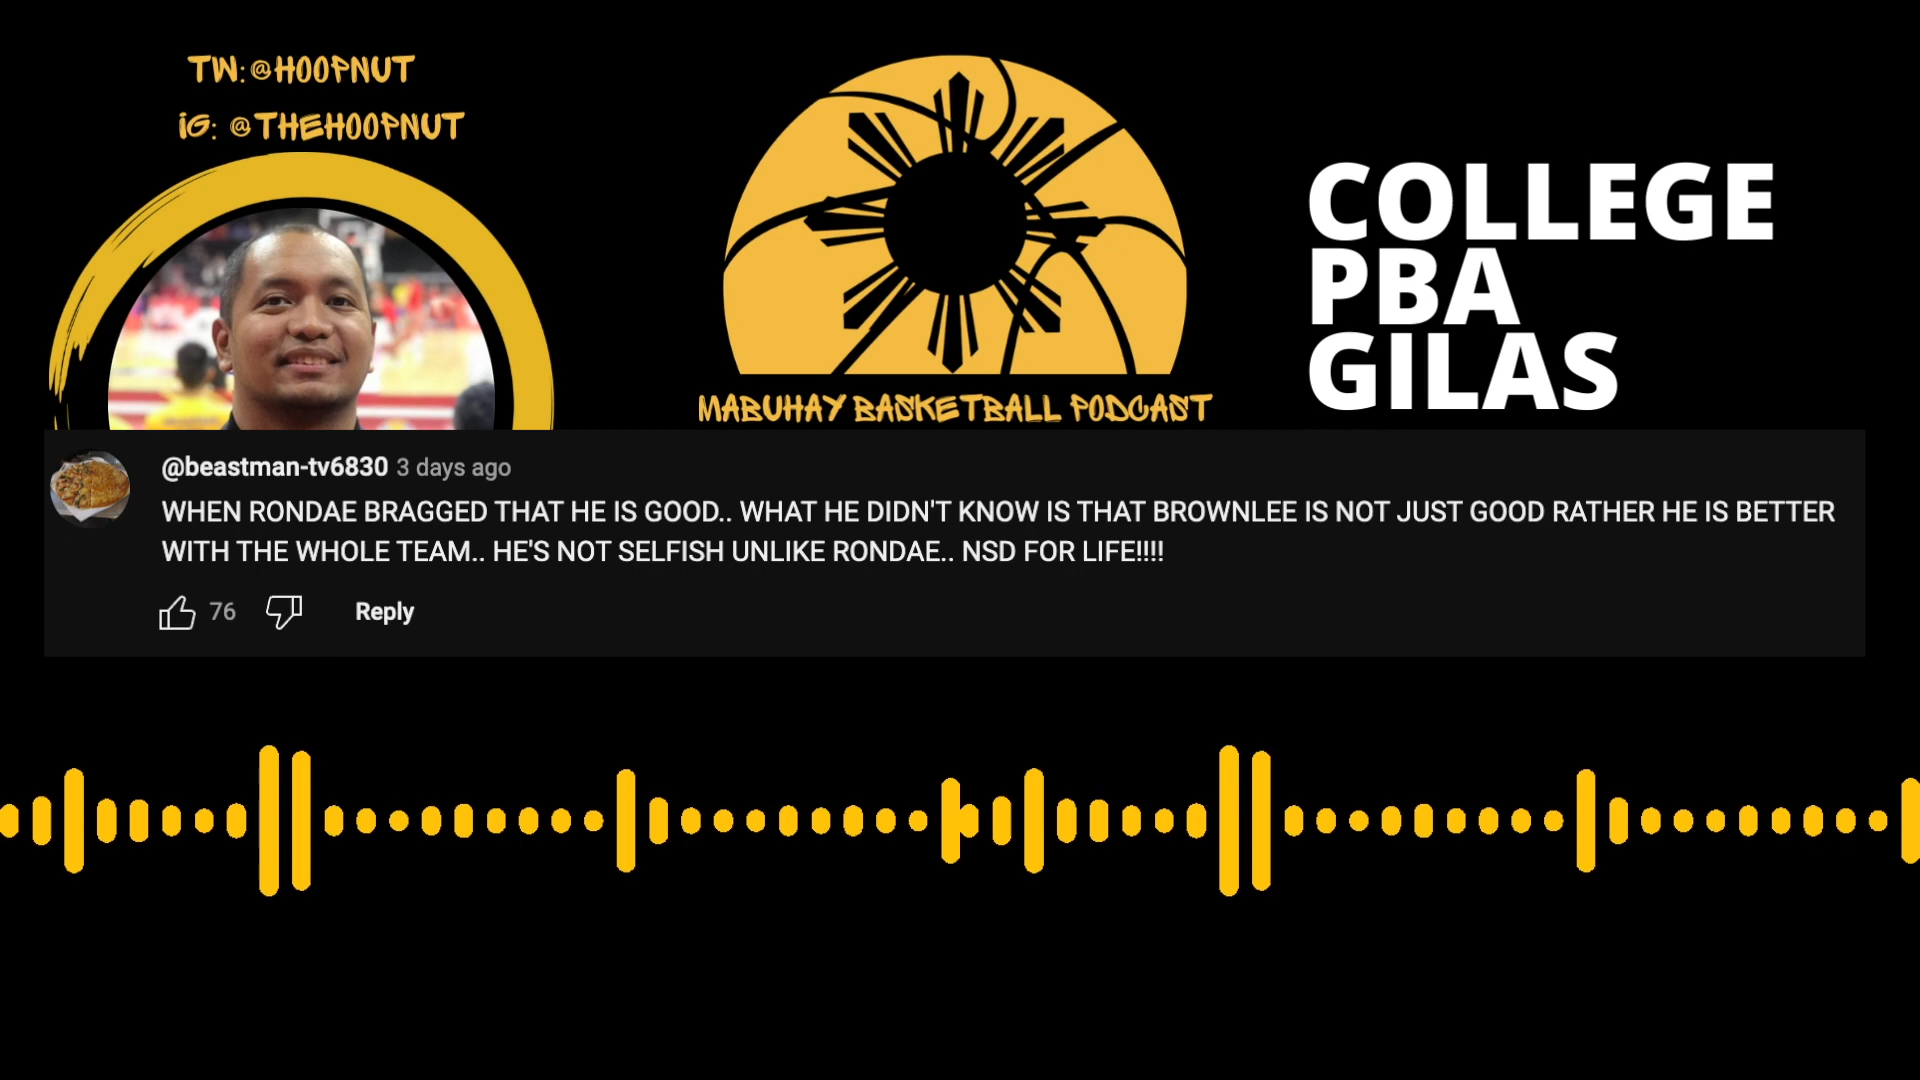 TW: @HOOPNUT
IG: @THEHOOPNUT
MABUHAY BASKETBALL PODCAST
COLLEGE
PBA
GILAS
@beastman-tv6830 3 days ago
WHEN RONDAE BRAGGED THAT HE IS GOOD.. WHAT HE DIDN'T KNOW IS THAT BROWNLEE IS NOT JUST GOOD RATHER HE IS BETTER
WITH THE WHOLE TEAM.. HE'S NOT SELFISH UNLIKE RONDAE.. NSD FOR LIFE!!!!
76 Reply